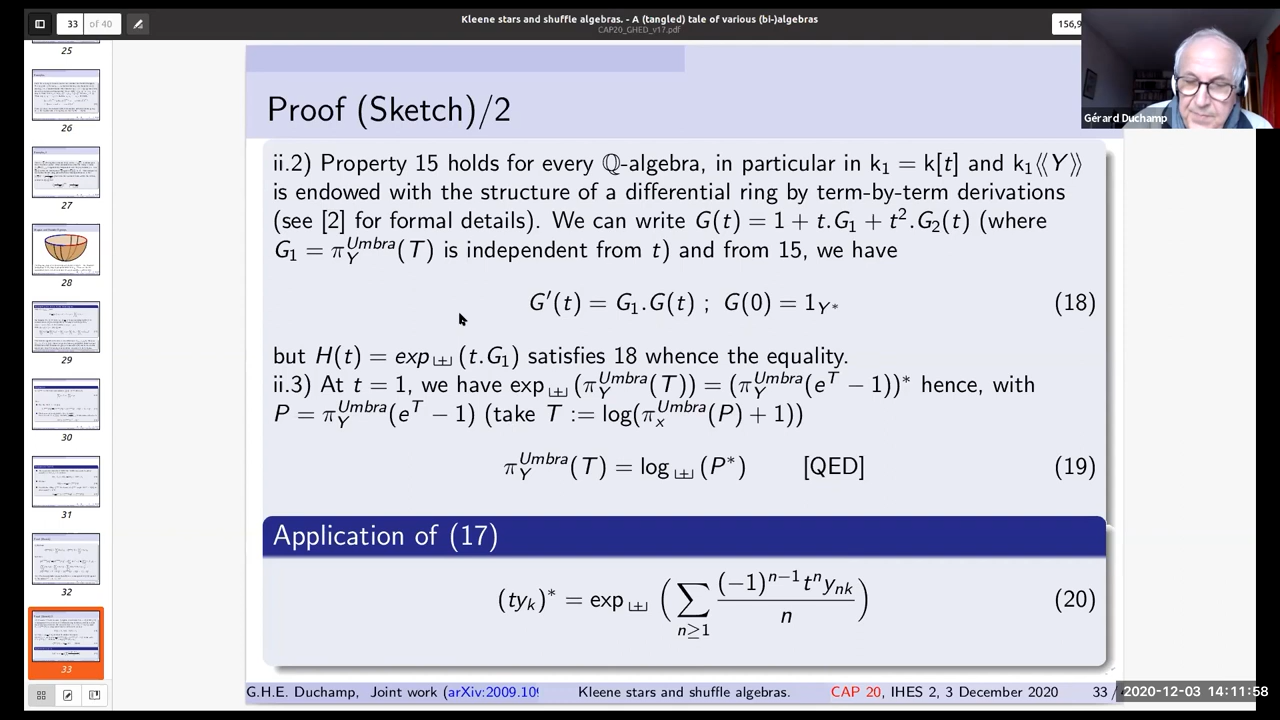 33 of 40
Kleene stars and shuffle algebras. - A (tangled) tale of various (bi-)algebras
CAP20_GHED_v17.pdf
156,9
Gérard Duchamp
25
26
27
28
29
30
31
32
33
Proof (Sketch)/2
ii.2) Property 15 holds for every ℚ-algebra, in particular in k₁ = k[t] and k₁⟨⟨Y⟩⟩
is endowed with the structure of a differential ring by term-by-term derivations
(see [2] for formal details). We can write G(t) = 1 + t.G₁ + t².G₂(t) (where
G₁ = π_Y^{Umbra}(T) is independent from t) and from 15, we have
G′(t) = G₁.G(t) ; G(0) = 1_{Y*} (18)
but H(t) = exp_⊔⊥(t.G₁) satisfies 18 whence the equality.
ii.3) At t = 1, we have exp_⊔⊥(π_Y^{Umbra}(T)) = (π_Y^{Umbra}(e^T − 1))* hence, with
P = π_Y^{Umbra}(e^T − 1) (take T := log(π_x^{Umbra}(P) + 1))
π_Y^{Umbra}(T) = log_⊔⊥(P*) [QED] (19)
Application of (17)
(ty_k)* = exp_⊔⊥(∑_{n≥1} (−1)^{n−1}t^n y_{nk} / n) (20)
G.H.E. Duchamp, Joint work (arXiv:2009.10 Kleene stars and shuffle algebras. CAP 20, IHES 2, 3 December 2020 33 /
2020-12-03 14:11:58